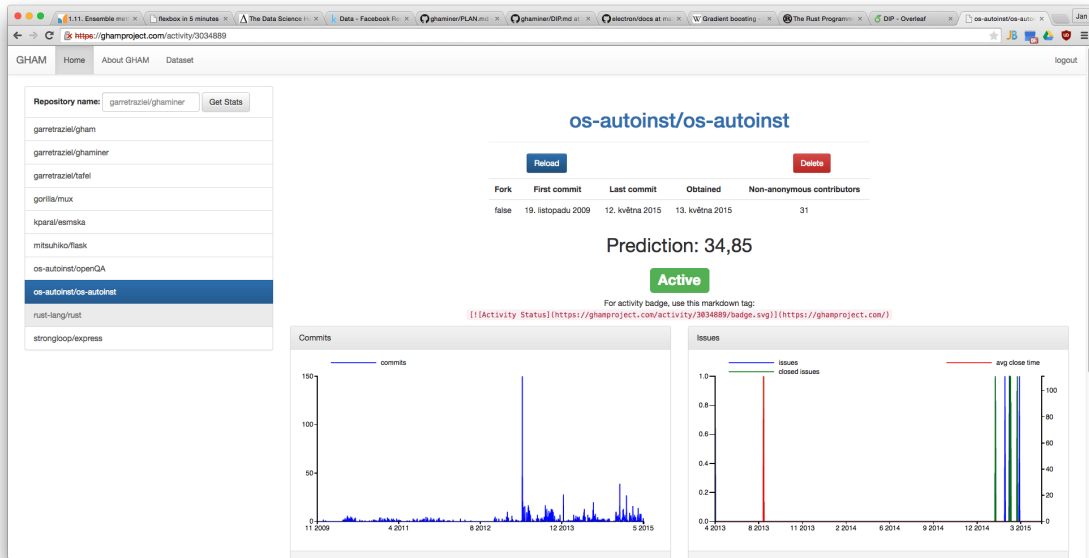 1.11. Ensemble met
flexbox in 5 minutes
The Data Science H
Data - Facebook Re
ghaminer/PLAN.md
ghaminer/DIP.md at
electron/docs at mas
Gradient boosting -
The Rust Programm
DIP - Overleaf
os-autoinst/os-autoi
Jan
https://ghamproject.com/activity/3034889
GHAM Home About GHAM Dataset logout
Repository name: garretraziel/ghaminer Get Stats
garretraziel/gham
garretraziel/ghaminer
garretraziel/tafel
gorilla/mux
kparal/esmska
mitsuhiko/flask
os-autoinst/openQA
os-autoinst/os-autoinst
rust-lang/rust
strongloop/express
os-autoinst/os-autoinst
Reload Delete
Fork First commit Last commit Obtained Non-anonymous contributors
false 19. listopadu 2009 12. května 2015 13. května 2015 31
Prediction: 34,85
Active
For activity badge, use this markdown tag:
[![Activity Status](https://ghamproject.com/activity/3034889/badge.svg)](https://ghamproject.com/)
Commits
commits
150
100
50
0
11 2009 4 2011 8 2012 12 2013 5 2015
Issues
issues avg close time
closed issues
1.0
0.8
0.6
0.4
0.2
0.0
100
80
60
40
20
0
4 2013 8 2013 11 2013 2 2014 6 2014 9 2014 12 2014 3 2015